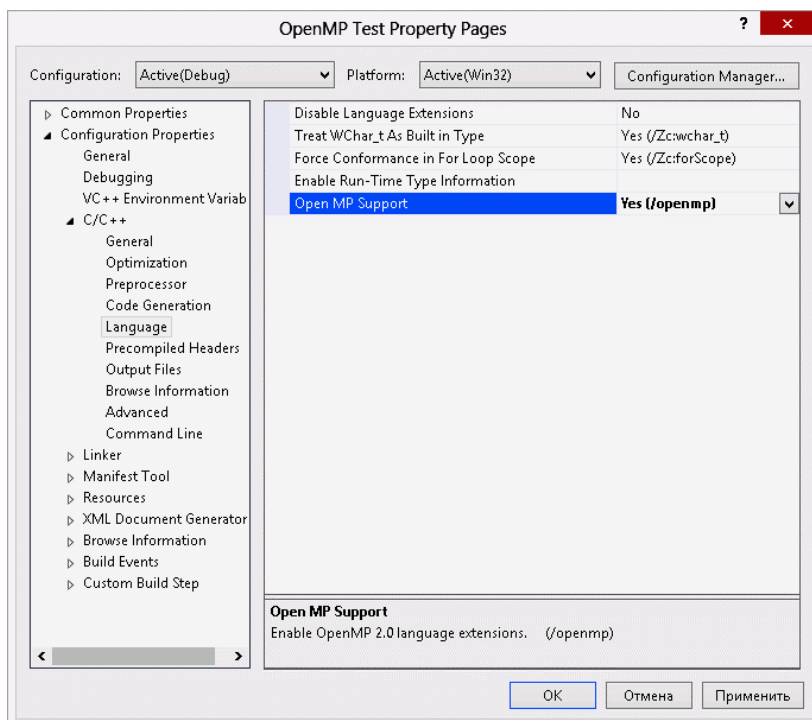 OpenMP Test Property Pages
?
Configuration: Active(Debug) Platform: Active(Win32) Configuration Manager...
Common Properties
Configuration Properties
General
Debugging
VC++ Environment Variab
C/C++
General
Optimization
Preprocessor
Code Generation
Language
Precompiled Headers
Output Files
Browse Information
Advanced
Command Line
Linker
Manifest Tool
Resources
XML Document Generator
Browse Information
Build Events
Custom Build Step
Disable Language Extensions No
Treat WChar_t As Built in Type Yes (/Zc:wchar_t)
Force Conformance in For Loop Scope Yes (/Zc:forScope)
Enable Run-Time Type Information
Open MP Support Yes (/openmp)
Open MP Support
Enable OpenMP 2.0 language extensions. (/openmp)
OK Отмена Применить